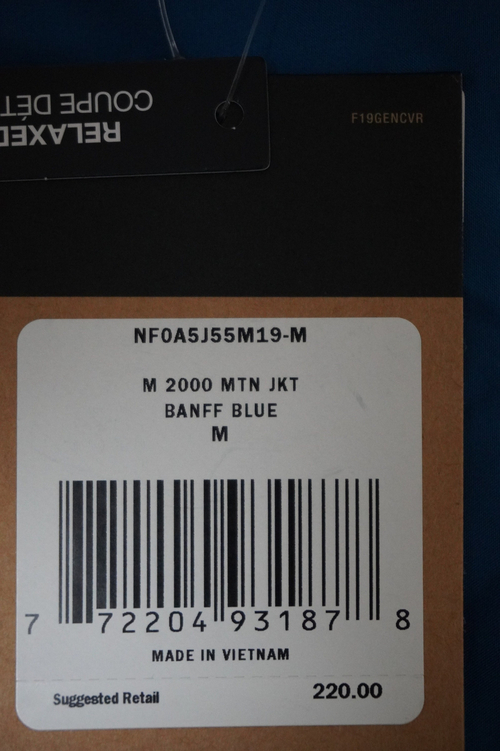 RELAXED
COUPE DÉT
F19GENCVR
NF0A5J55M19-M
M 2000 MTN JKT
BANFF BLUE
M
7 72204 93187 8
MADE IN VIETNAM
Suggested Retail 220.00